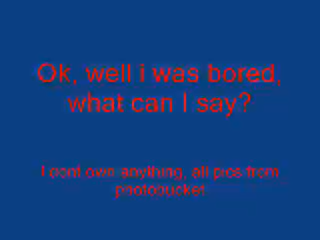 Ok, well i was bored,
what can I say?
I dont own anything, all pics from
photobucket